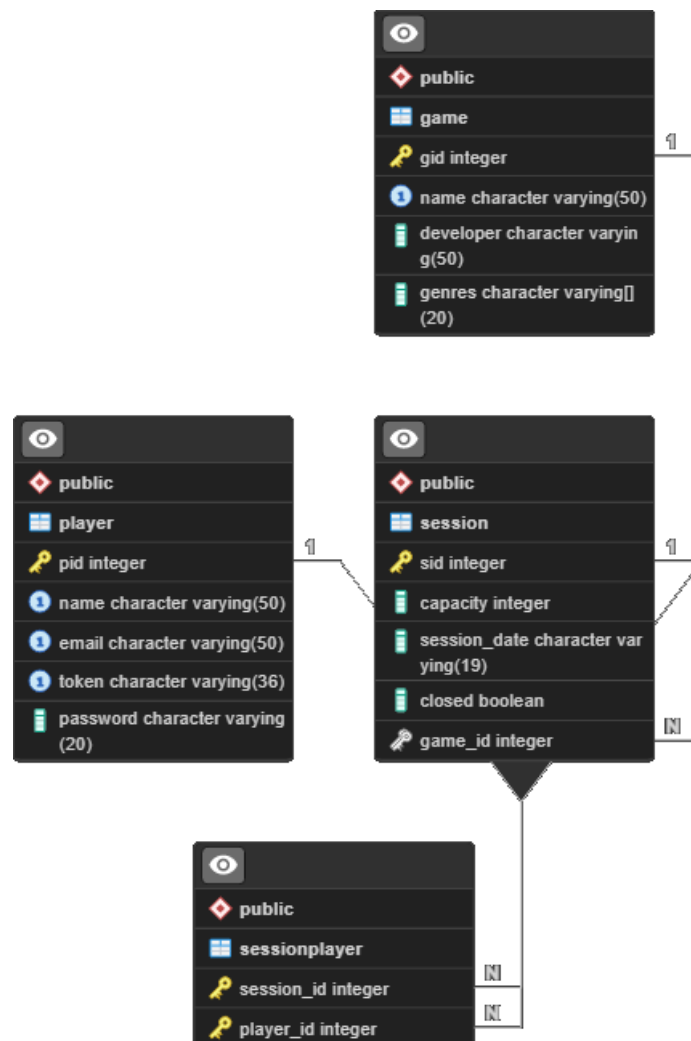 public
game
gid integer
1
name character varying(50)
developer character varyin
g(50)
genres character varying[]
(20)
public
player
pid integer
1
name character varying(50)
email character varying(50)
token character varying(36)
password character varying
(20)
public
session
sid integer
1
capacity integer
session_date character var
ying(19)
closed boolean
game_id integer
N
public
sessionplayer
session_id integer
N
player_id integer
N